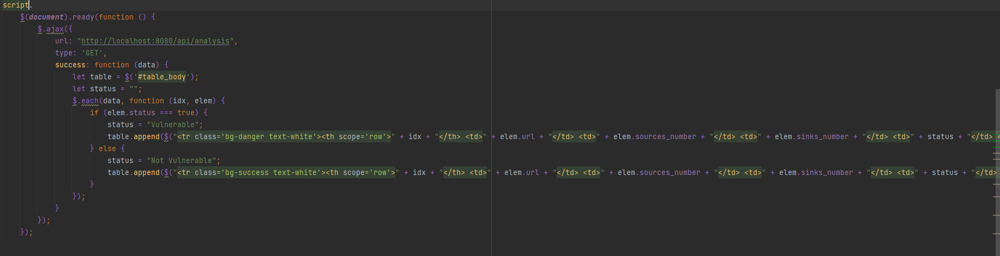 script.
$(document).ready(function () {
$.ajax({
url: "http://localhost:8080/api/analysis",
type: 'GET',
success: function (data) {
let table = $('#table_body');
let status = "";
$.each(data, function (idx, elem) {
if (elem.status === true) {
status = "Vulnerable";
table.append($("<tr class='bg-danger text-white'><th scope='row'>" + idx + "</th> <td>" + elem.url + "</td> <td>" + elem.sources_number + "</td> <td>" + elem.sinks_number + "</td> <td>" + status + "</td> <
} else {
status = "Not Vulnerable";
table.append($("<tr class='bg-success text-white'><th scope='row'>" + idx + "</th> <td>" + elem.url + "</td> <td>" + elem.sources_number + "</td> <td>" + elem.sinks_number + "</td> <td>" + status + "</td>
}
});
}
});
});